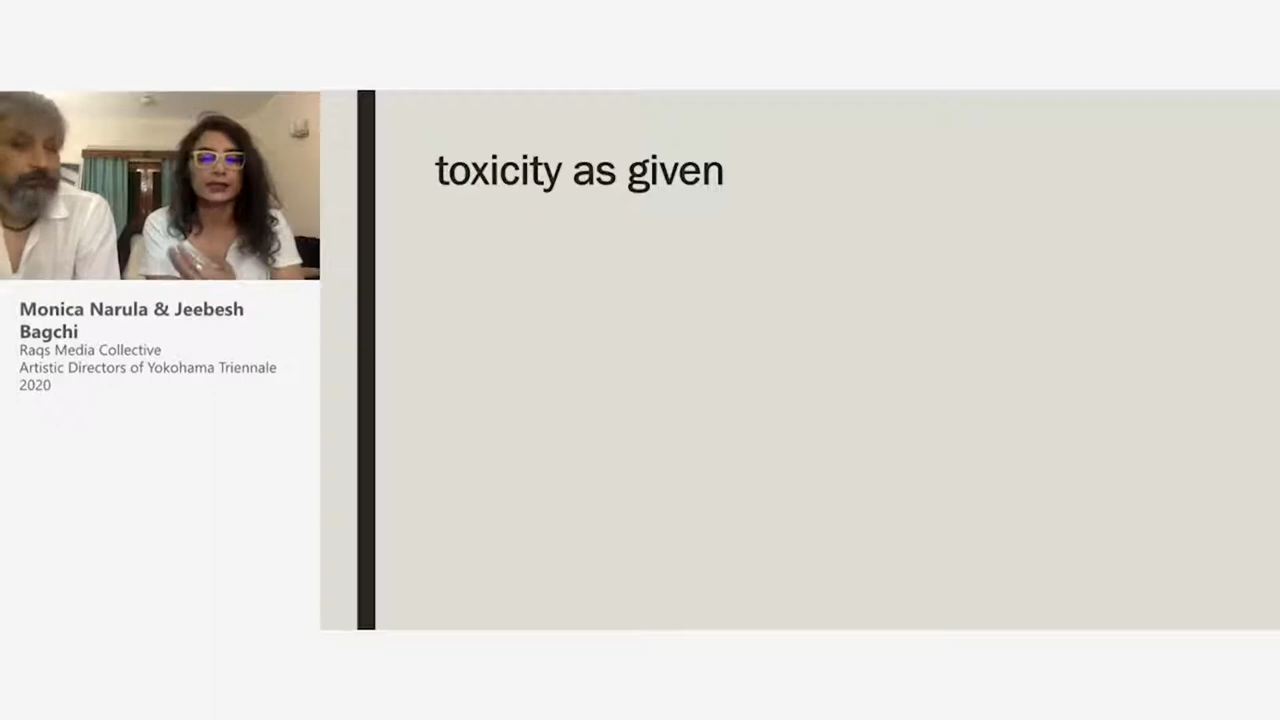 toxicity as given
Monica Narula & Jeebesh
Bagchi
Raqs Media Collective
Artistic Directors of Yokohama Triennale
2020